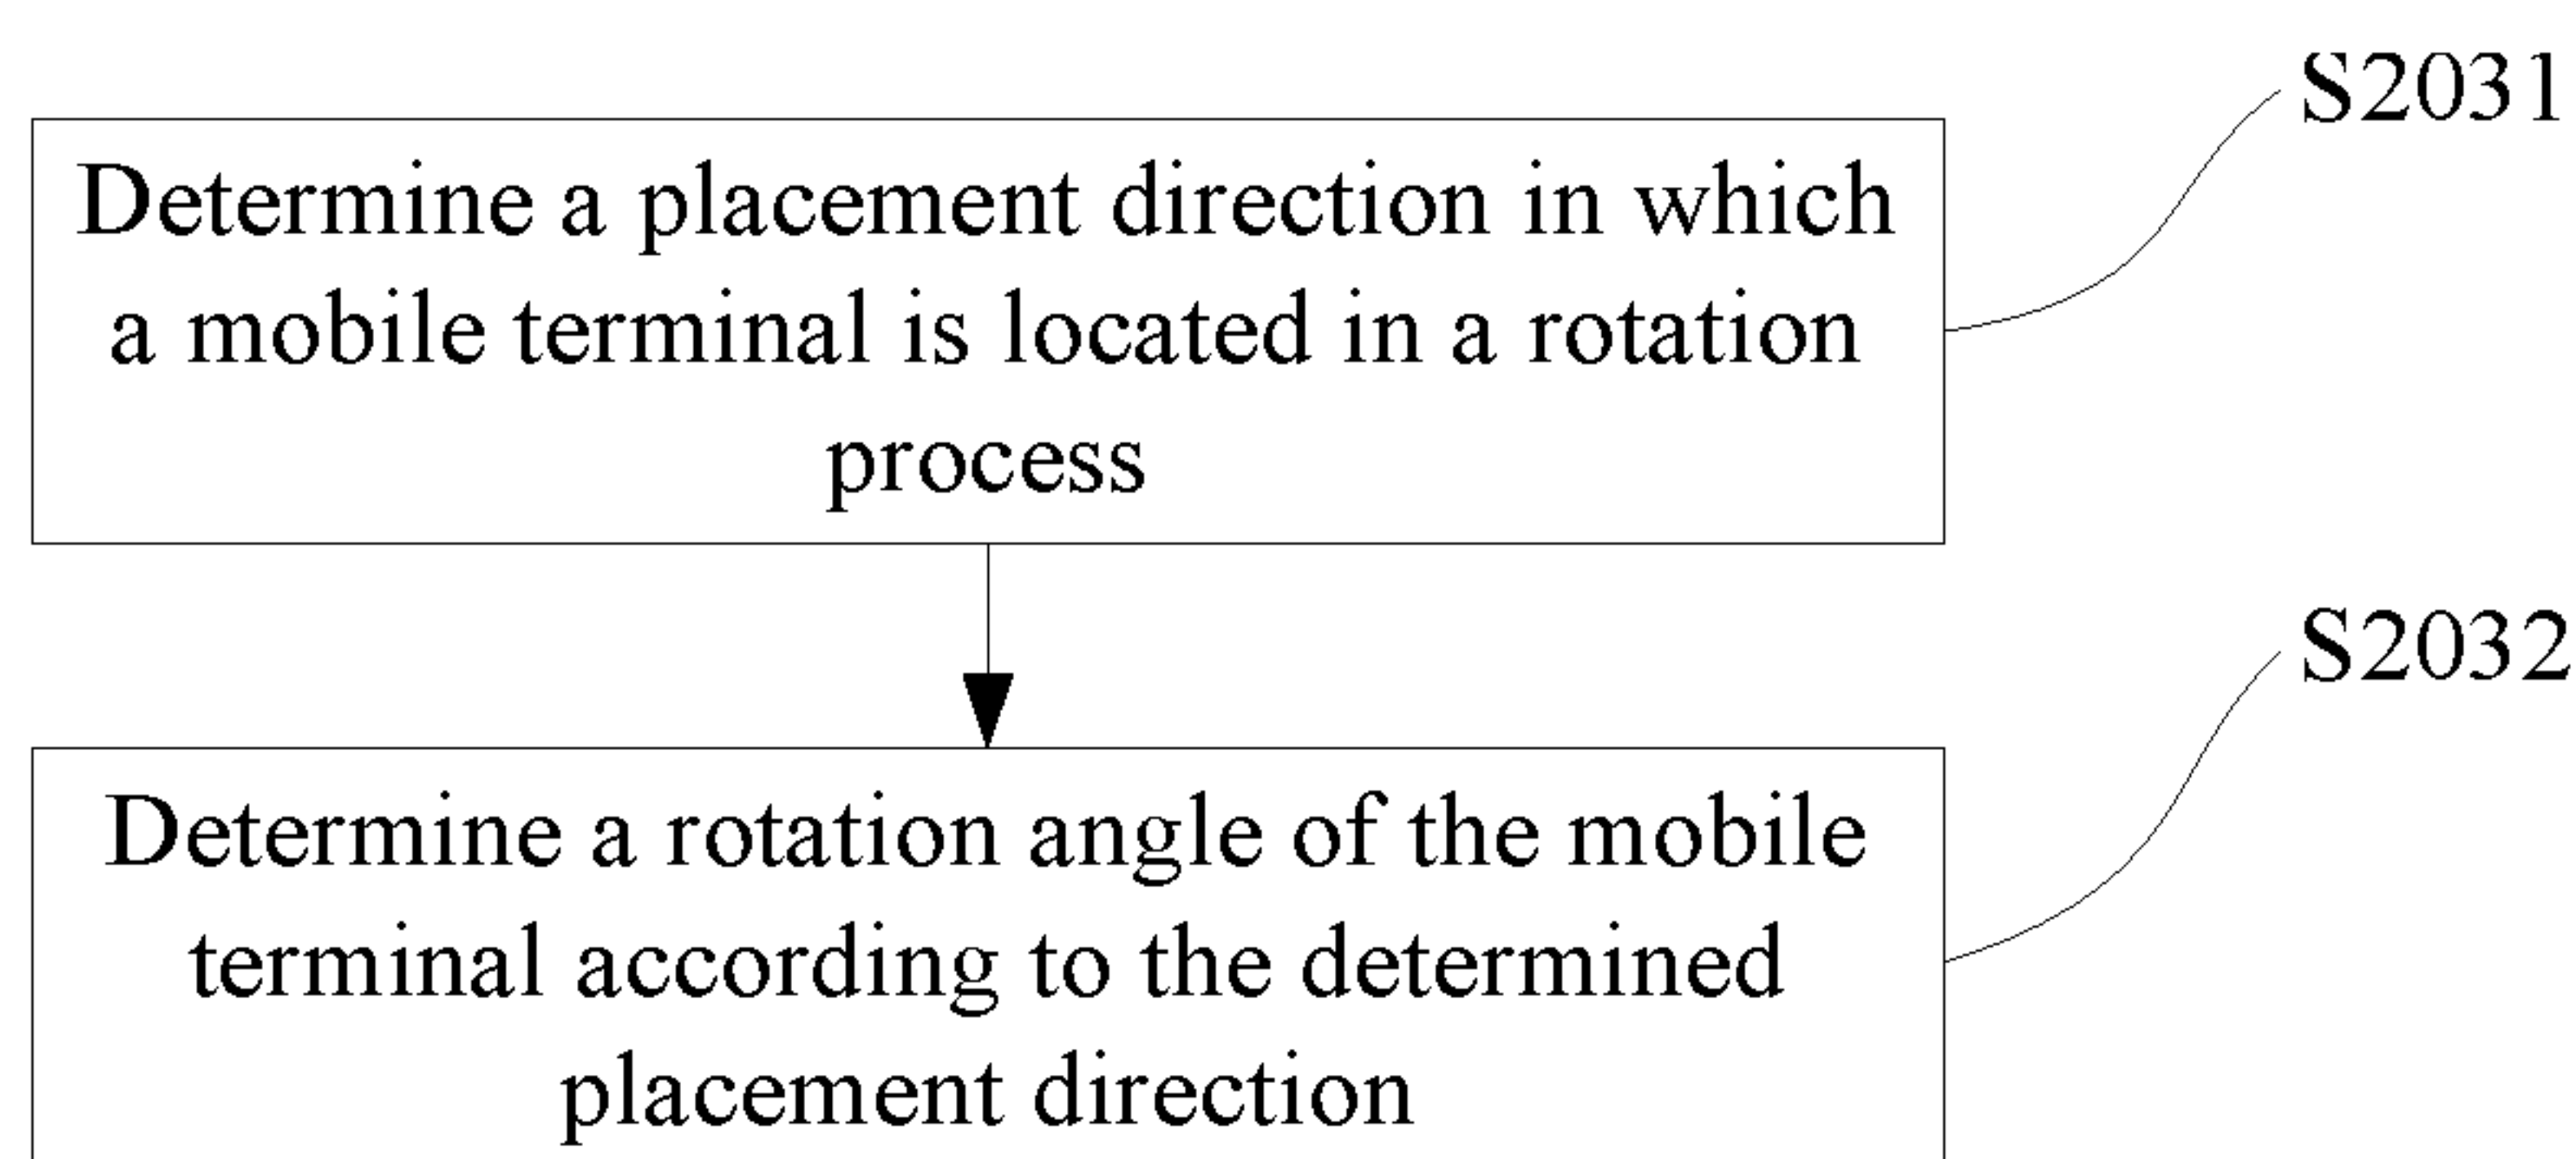 S2031
Determine a placement direction in which
a mobile terminal is located in a rotation
process
S2032
Determine a rotation angle of the mobile
terminal according to the determined
placement direction